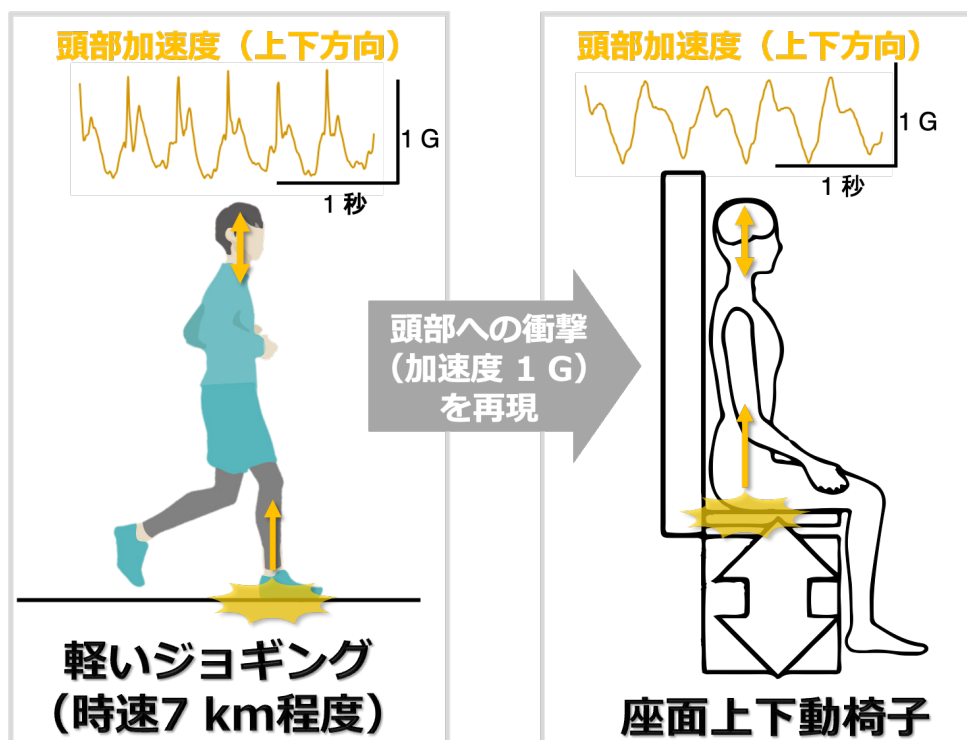 頭部加速度（上下方向）
1 G
1 秒
軽いジョギング
（時速7 km程度）
頭部への衝撃
（加速度 1 G）
を再現
頭部加速度（上下方向）
1 G
1 秒
座面上下動椅子